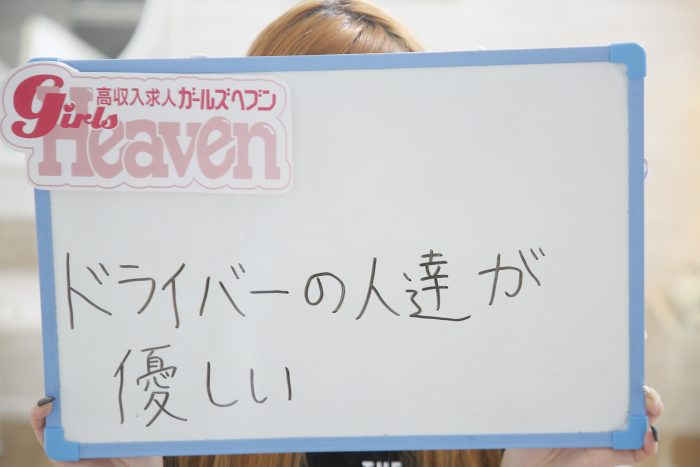 高収入求人ガールズヘブン
Girls
Heaven
ドライバーの人達が
優しい
THE